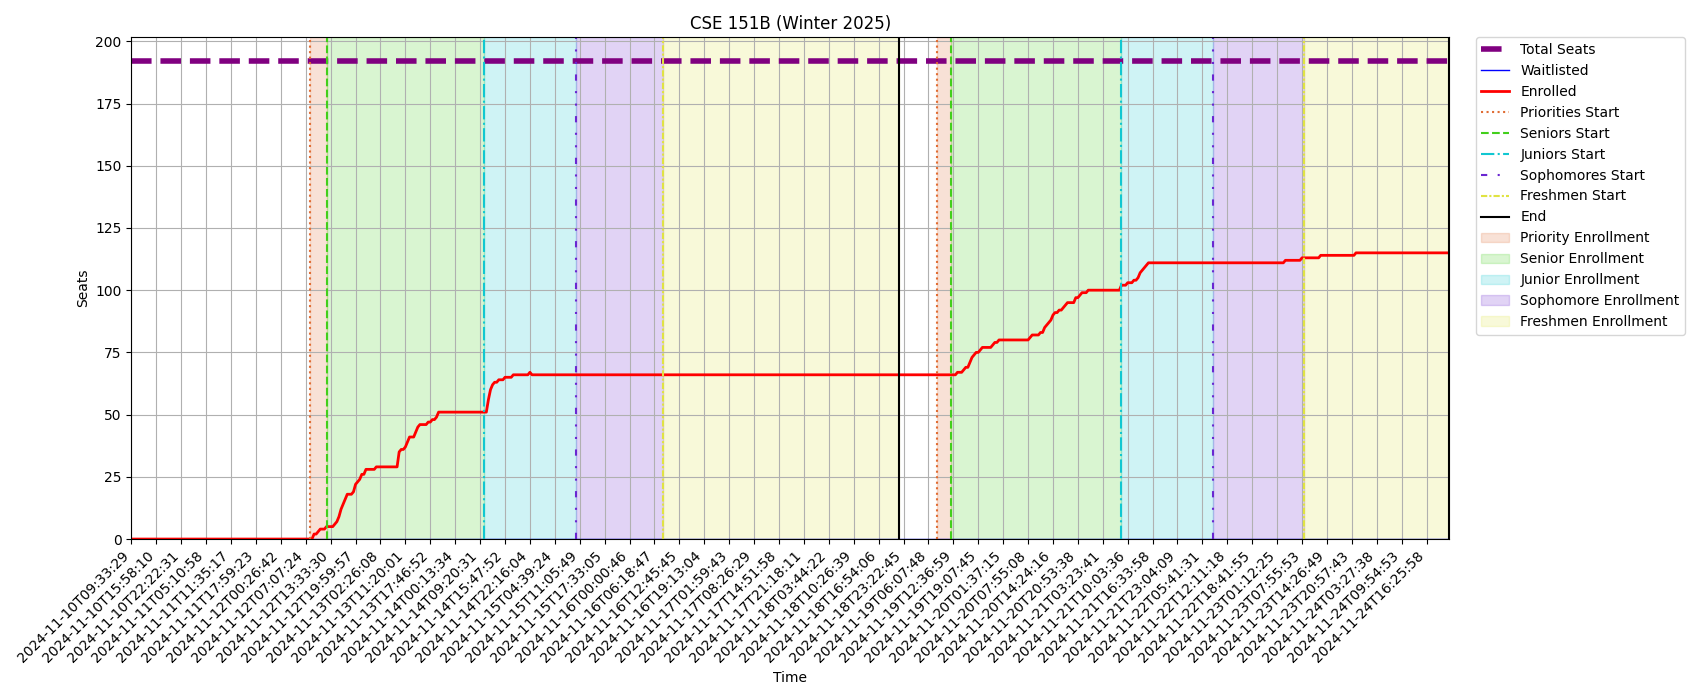 CSE 151B (Winter 2025)
200
175
150
125
100
75
50
25
0
Seats
2024-11-10T09:33:29
2024-11-10T15:58:10
2024-11-10T22:22:31
2024-11-11T05:10:58
2024-11-11T11:35:17
2024-11-11T17:59:23
2024-11-12T00:26:42
2024-11-12T07:07:24
2024-11-12T13:33:30
2024-11-12T19:59:57
2024-11-13T02:26:08
2024-11-13T11:20:01
2024-11-13T17:46:52
2024-11-14T00:13:34
2024-11-14T09:20:31
2024-11-14T15:47:52
2024-11-14T22:16:04
2024-11-15T04:39:24
2024-11-15T11:05:49
2024-11-15T17:33:05
2024-11-16T00:00:46
2024-11-16T06:18:47
2024-11-16T12:45:45
2024-11-16T19:13:04
2024-11-17T01:59:43
2024-11-17T08:26:29
2024-11-17T14:51:58
2024-11-17T21:18:11
2024-11-18T03:44:22
2024-11-18T10:26:39
2024-11-18T16:54:06
2024-11-18T23:22:45
2024-11-19T06:07:48
2024-11-19T12:36:59
2024-11-19T19:07:45
2024-11-20T01:37:15
2024-11-20T07:55:08
2024-11-20T14:24:16
2024-11-20T20:53:38
2024-11-21T03:23:41
2024-11-21T10:03:36
2024-11-21T16:33:58
2024-11-21T23:04:09
2024-11-22T05:41:31
2024-11-22T12:11:18
2024-11-22T18:41:55
2024-11-23T01:12:25
2024-11-23T07:55:53
2024-11-23T14:26:49
2024-11-23T20:57:43
2024-11-24T03:27:38
2024-11-24T09:54:53
2024-11-24T16:25:58
Time
Total Seats
Waitlisted
Enrolled
Priorities Start
Seniors Start
Juniors Start
Sophomores Start
Freshmen Start
End
Priority Enrollment
Senior Enrollment
Junior Enrollment
Sophomore Enrollment
Freshmen Enrollment